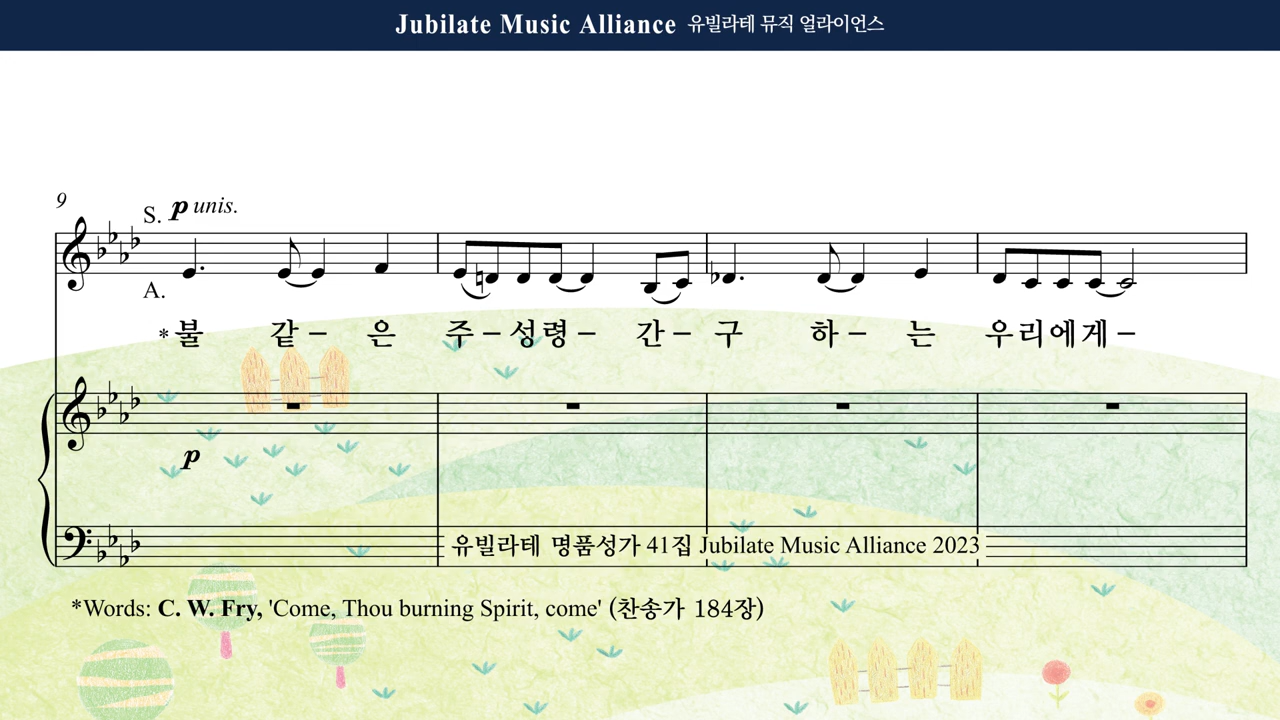 Jubilate Music Alliance 유빌라테 뮤직 얼라이언스
9
S. p unis.
A.
*불 같 – 은 주 – 성령 – 간 – 구 하 – 는 우리에게 –
p
유빌라테 명품성가 41집 Jubilate Music Alliance 2023
*Words: C. W. Fry, 'Come, Thou burning Spirit, come' (찬송가 184장)